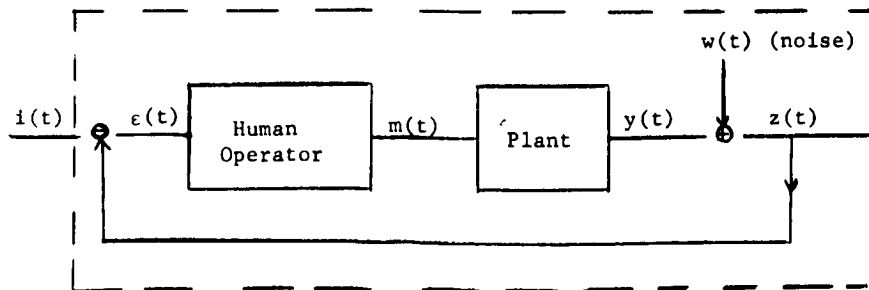 w(t) (noise)
i(t) ε(t) Human Operator m(t) Plant y(t) z(t)